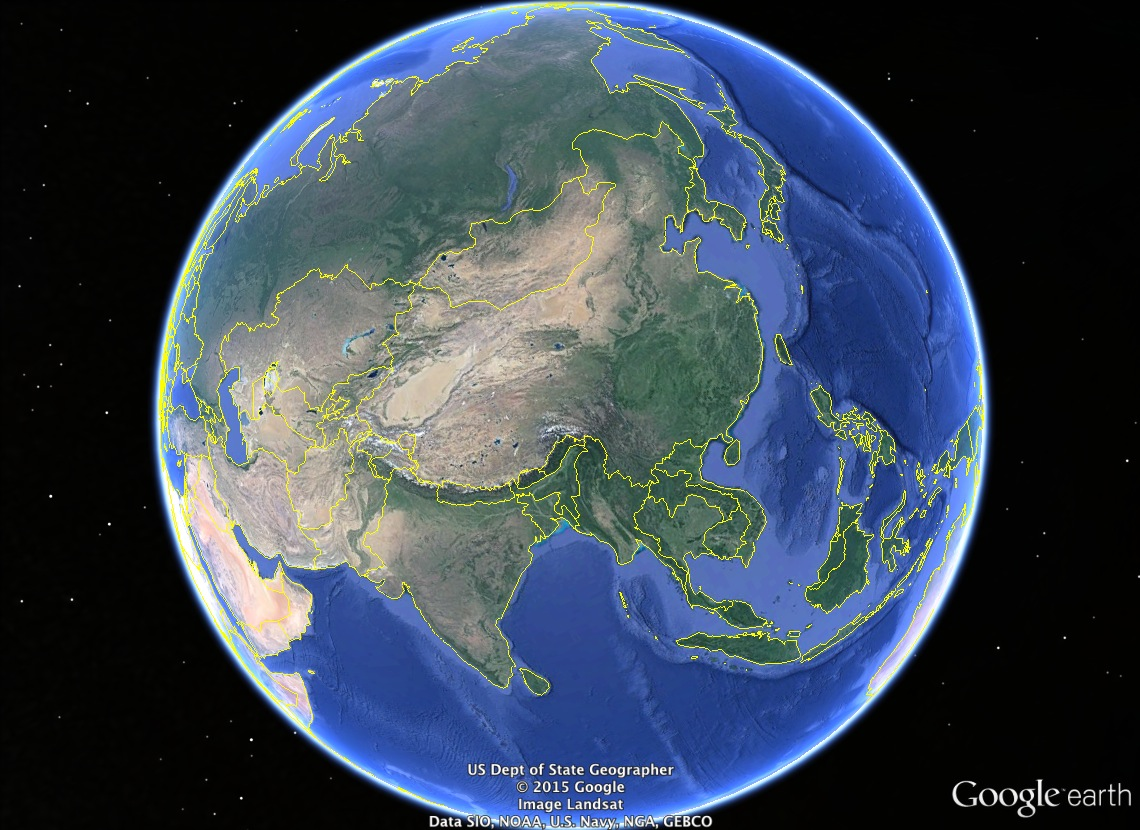 US Dept of State Geographer
© 2015 Google
Image Landsat
Data SIO, NOAA, U.S. Navy, NGA, GEBCO
Google earth